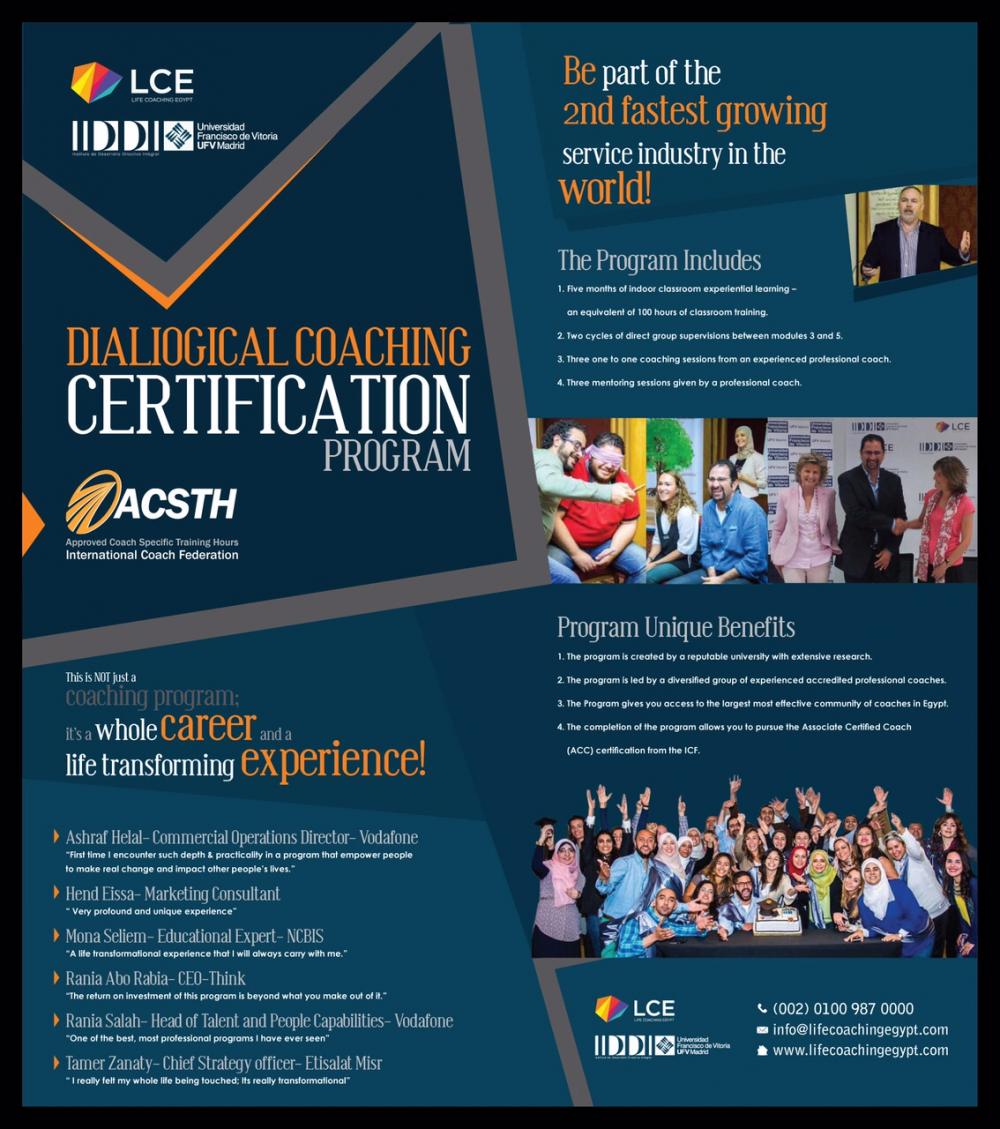 LCE
LIFE COACHING EGYPT
IDDI
Instituto de Desarrollo Directivo Integral
Universidad
Francisco de Vitoria
UFV Madrid
DIALIOGICAL COACHING
CERTIFICATION
PROGRAM
ACSTH
Approved Coach Specific Training Hours
International Coach Federation
This is NOT just a
coaching program;
it's a whole career and a
life transforming experience!
Ashraf Helal- Commercial Operations Director- Vodafone
"First time I encounter such depth & practicality in a program that empower people
to make real change and impact other people's lives."
Hend Eissa- Marketing Consultant
" Very profound and unique experience"
Mona Seliem- Educational Expert- NCBIS
"A life transformational experience that I will always carry with me."
Rania Abo Rabia- CEO-Think
"The return on investment of this program is beyond what you make out of it."
Rania Salah- Head of Talent and People Capabilities- Vodafone
"One of the best, most professional programs I have ever seen"
Tamer Zanaty- Chief Strategy officer- Etisalat Misr
" I really felt my whole life being touched; Its really transformational"
Be part of the
2nd fastest growing
service industry in the
world!
The Program Includes
1. Five months of indoor classroom experiential learning –
an equivalent of 100 hours of classroom training.
2. Two cycles of direct group supervisions between modules 3 and 5.
3. Three one to one coaching sessions from an experienced professional coach.
4. Three mentoring sessions given by a professional coach.
IDDI
LCE
IDDI
Program Unique Benefits
1. The program is created by a reputable university with extensive research.
2. The program is led by a diversified group of experienced accredited professional coaches.
3. The Program gives you access to the largest most effective community of coaches in Egypt.
4. The completion of the program allows you to pursue the Associate Certified Coach
(ACC) certification from the ICF.
LCE
LIFE COACHING EGYPT
IDDI
Instituto de Desarrollo Directivo Integral
Universidad
Francisco de Vitoria
UFV Madrid
(002) 0100 987 0000
info@lifecoachingegypt.com
www.lifecoachingegypt.com